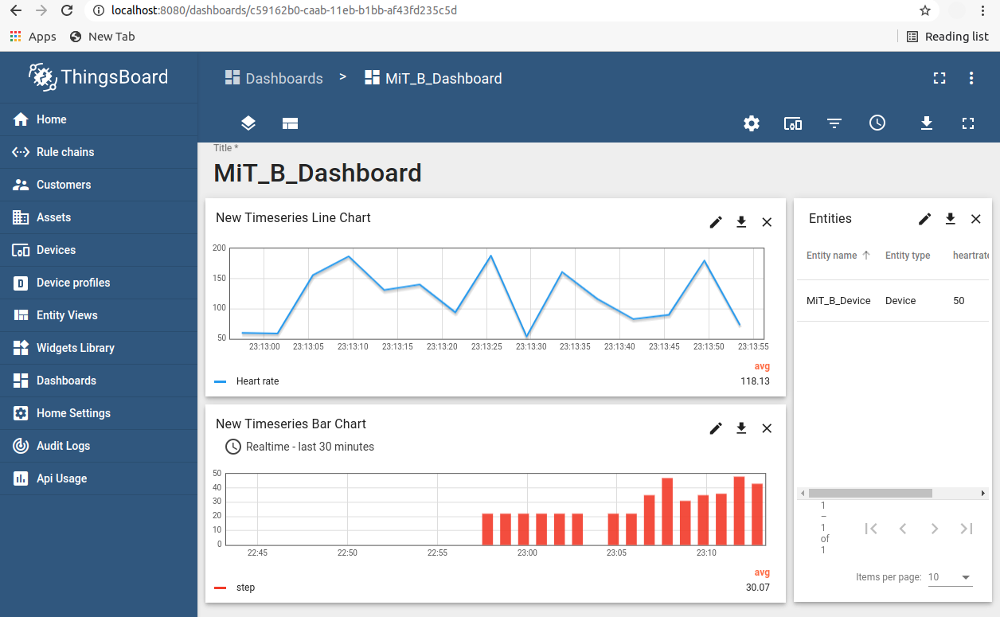 localhost:8080/dashboards/c59162b0-caab-11eb-b1bb-af43fd235c5d
Apps New Tab Reading list
ThingsBoard
Home
Rule chains
Customers
Assets
Devices
Device profiles
Entity Views
Widgets Library
Dashboards
Home Settings
Audit Logs
Api Usage
Dashboards > MiT_B_Dashboard
Title *
MiT_B_Dashboard
New Timeseries Line Chart
200
150
100
50
23:13:00 23:13:05 23:13:10 23:13:15 23:13:20 23:13:25 23:13:30 23:13:35 23:13:40 23:13:45 23:13:50 23:13:55
avg
Heart rate 118.13
New Timeseries Bar Chart
Realtime - last 30 minutes
50
40
30
20
10
0
22:45 22:50 22:55 23:00 23:05 23:10
avg
step 30.07
Entities
Entity name Entity type heartrate
MiT_B_Device Device 50
1
–
1
of
1
Items per page: 10